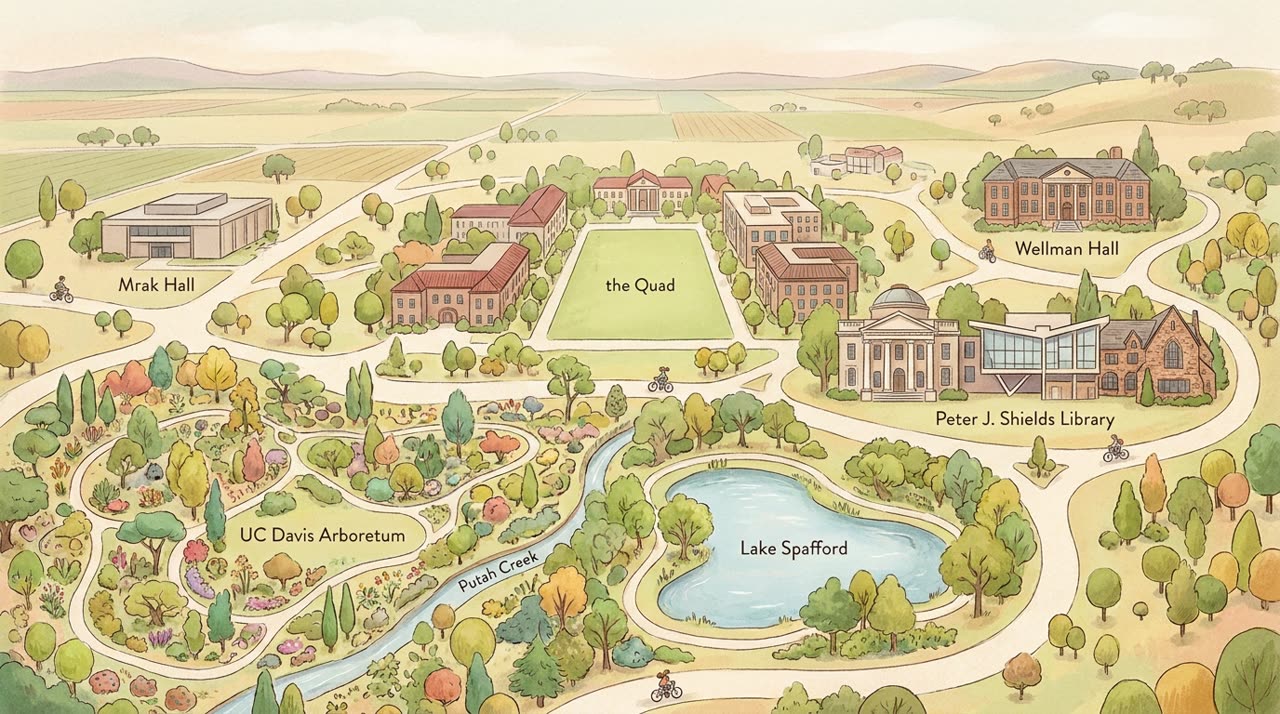 Wellman Hall
Mrak Hall
the Quad
Peter J. Shields Library
UC Davis Arboretum
Lake Spafford
Putah Creek